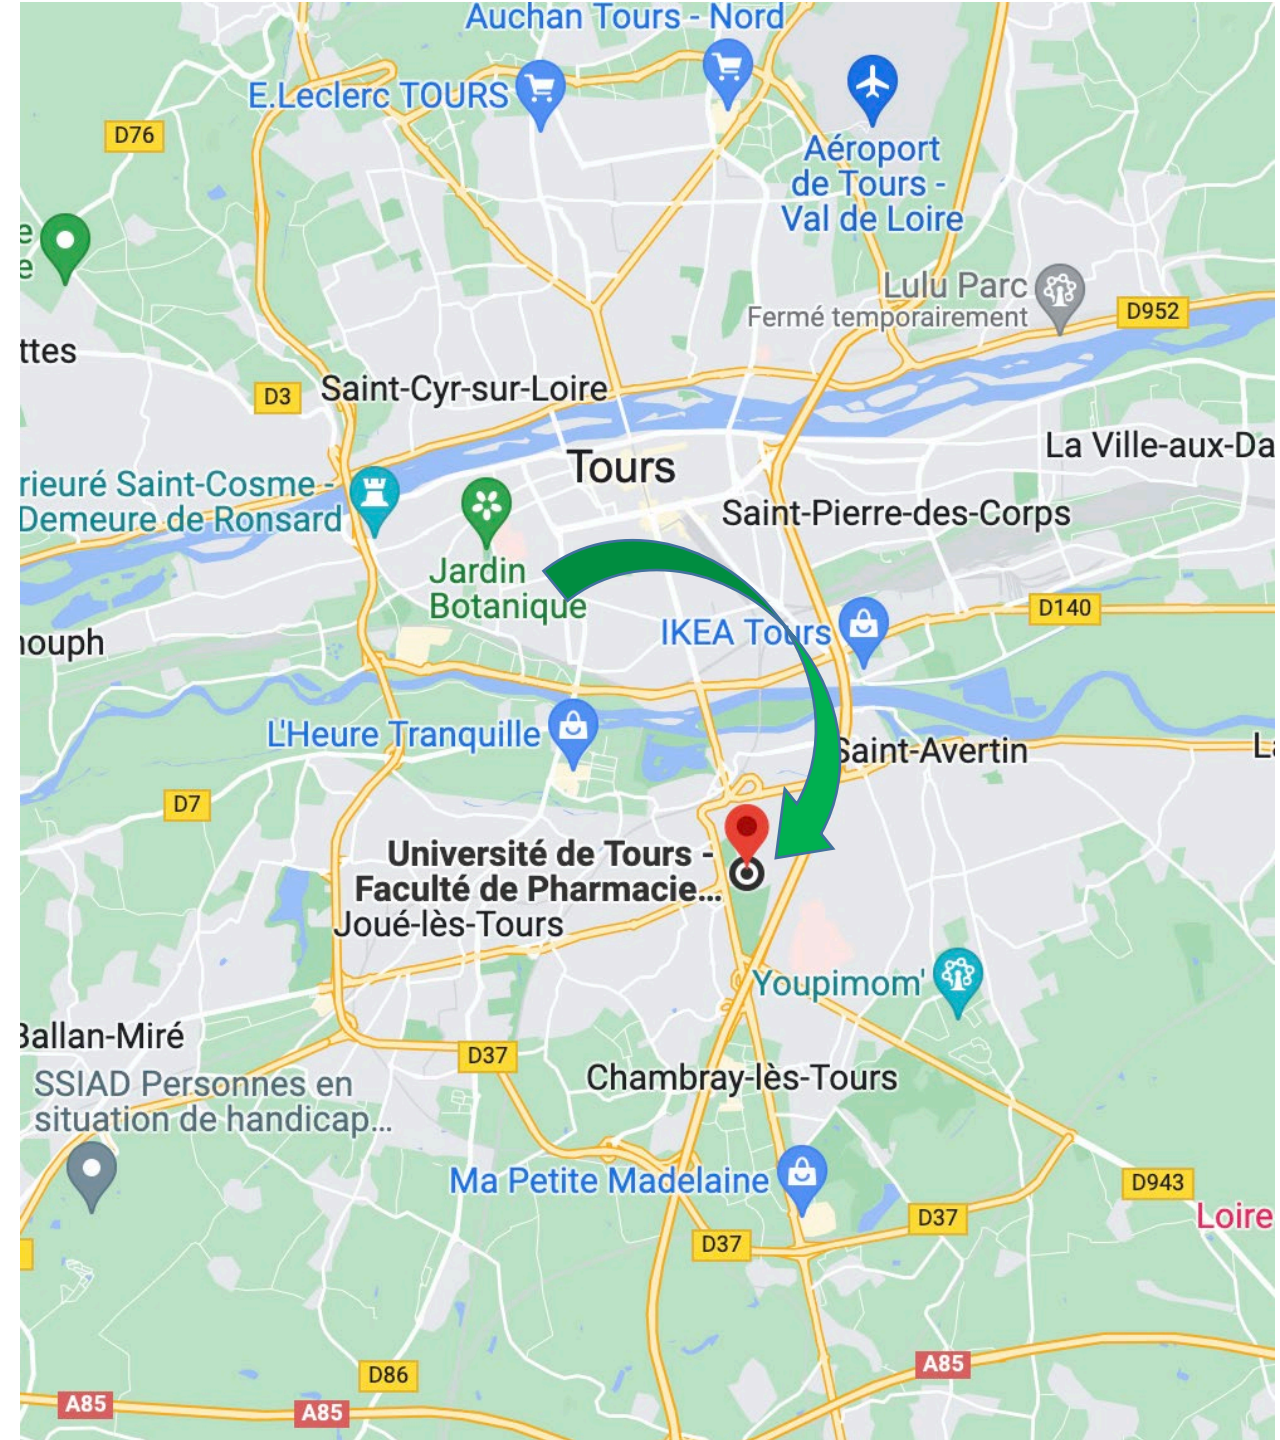 Auchan Tours - Nord
E.Leclerc TOURS
D76
Aéroport
de Tours -
Val de Loire
e
e
Lulu Parc
Fermé temporairement
D952
ttes
D3
Saint-Cyr-sur-Loire
Tours
La Ville-aux-Da
rieuré Saint-Cosme -
Demeure de Ronsard
Saint-Pierre-des-Corps
Jardin
Botanique
D140
IKEA Tours
nouph
L'Heure Tranquille
Saint-Avertin
La
D7
Université de Tours -
Faculté de Pharmacie...
Joué-lès-Tours
Youpimom'
Ballan-Miré
D37
SSIAD Personnes en
situation de handicap...
Chambray-lès-Tours
Ma Petite Madelaine
D943
D37
Loire
D37
A85
D86
A85
A85